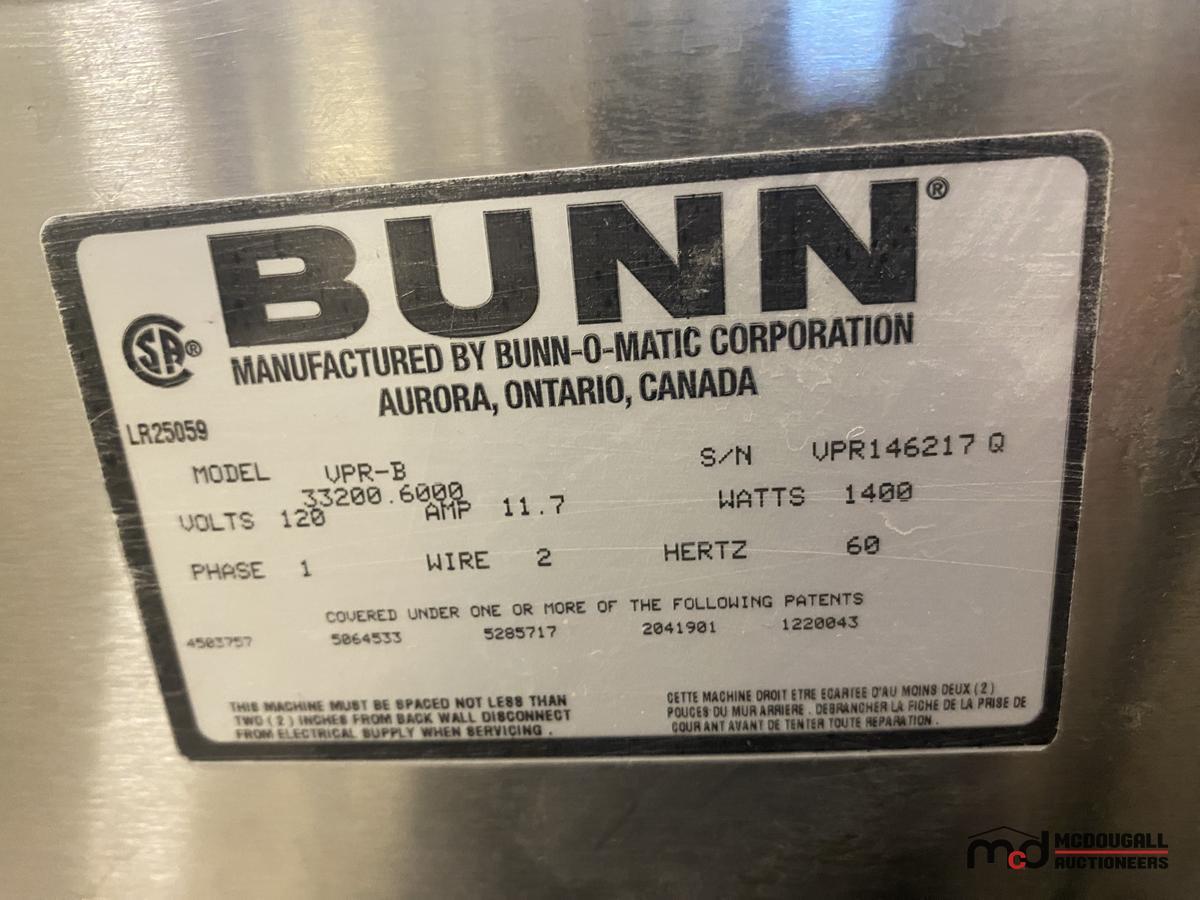 BUNN®
SA®
MANUFACTURED BY BUNN-O-MATIC CORPORATION
AURORA, ONTARIO, CANADA
LR25059
MODEL VPR-B S/N VPR146217 Q
33200.6000
VOLTS 120 AMP 11.7 WATTS 1400
PHASE 1 WIRE 2 HERTZ 60
COVERED UNDER ONE OR MORE OF THE FOLLOWING PATENTS
4503757 5064533 5285717 2041901 1220043
THIS MACHINE MUST BE SPACED NOT LESS THAN
TWO (2) INCHES FROM BACK WALL DISCONNECT
FROM ELECTRICAL SUPPLY WHEN SERVICING .
CETTE MACHINE DROIT ETRE ECARTEE D'AU MOINS DEUX (2)
POUCES DU MUR ARRIERE . DEBRANCHER LA FICHE DE LA PRISE DE
COURANT AVANT DE TENTER TOUTE REPARATION .
mcd MCDOUGALL
AUCTIONEERS